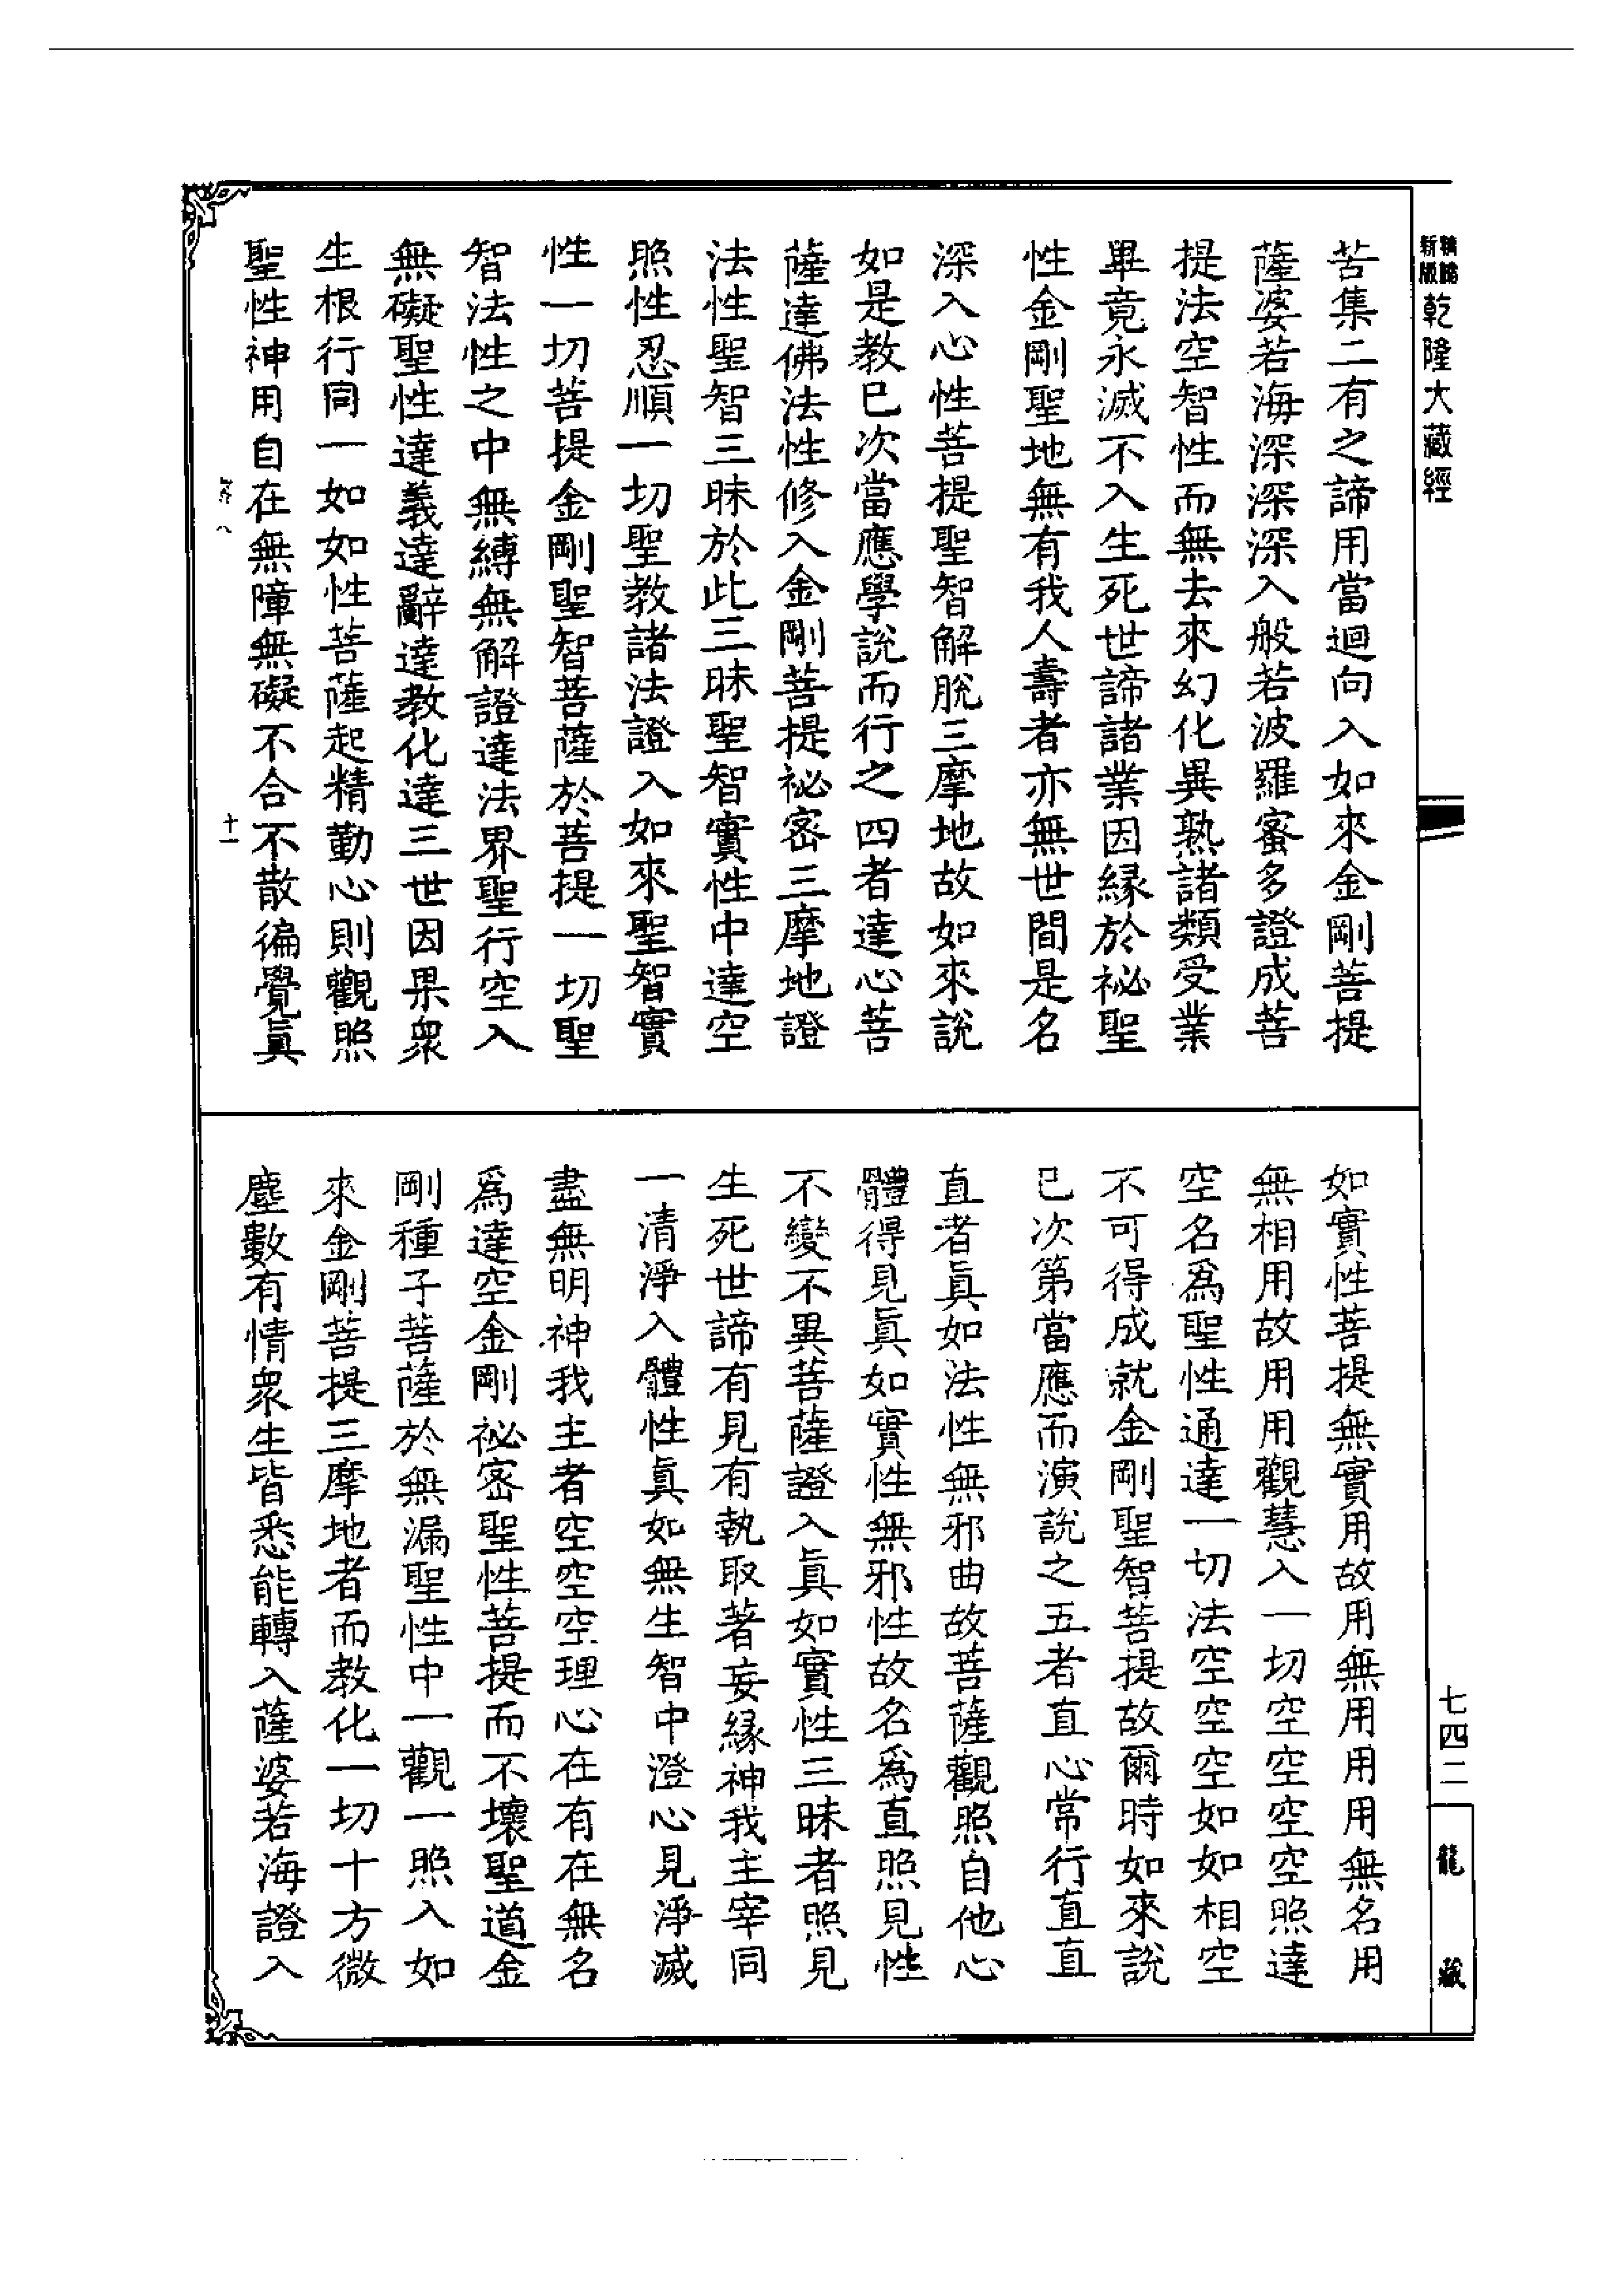 新版
乾隆大藏經
苦集二有之諦用當迴向入如來金剛菩提
薩婆若海深深深入般若波羅蜜多證成菩
提法空智性而無去來幻化異熟諸類受業
畢竟永滅不入生死世諦諸業因緣於祕聖
性金剛聖地無有我人壽者亦無世間是名
深入心性菩提聖智解脫三摩地故如來說
如是教已次當應學說而行之四者達心菩
薩達佛法性修入金剛菩提祕密三摩地證
法性聖智三昧於此三昧聖智實性中達空
照性忍順一切聖教諸法證入如來聖智實
性一切菩提金剛聖智菩薩於菩提一切聖
智法性之中無縛無解證達法界聖行空入
無礙聖性達義達辭達教化達三世因果衆
生根行同一如如性菩薩起精勤心則觀照
聖性神用自在無障無礙不合不散徧覺眞
十一
如實性菩提無實用故用無用用用無名用
無相用故用用觀慧入一切空空空空照達
空名爲聖性通達一切法空空空如如相空
不可得成就金剛聖智菩提故爾時如來說
已次第當應而演說之五者直心常行直直
直者眞如法性無邪曲故菩薩觀照自他心
體得見眞如實性無邪性故名爲直照見性
不變不異菩薩證入眞如實性三昧者照見
生死世諦有見有執取著妄緣神我主宰同
一清淨入體性眞如無生智中澄心見淨滅
盡無明神我主者空空空理心在有在無名
爲達空金剛祕密聖性菩提而不壞聖道金
剛種子菩薩於無漏聖性中一觀一照入如
來金剛菩提三摩地者而教化一切十方微
塵數有情衆生皆悉能轉入薩婆若海證入
七四二
龍藏